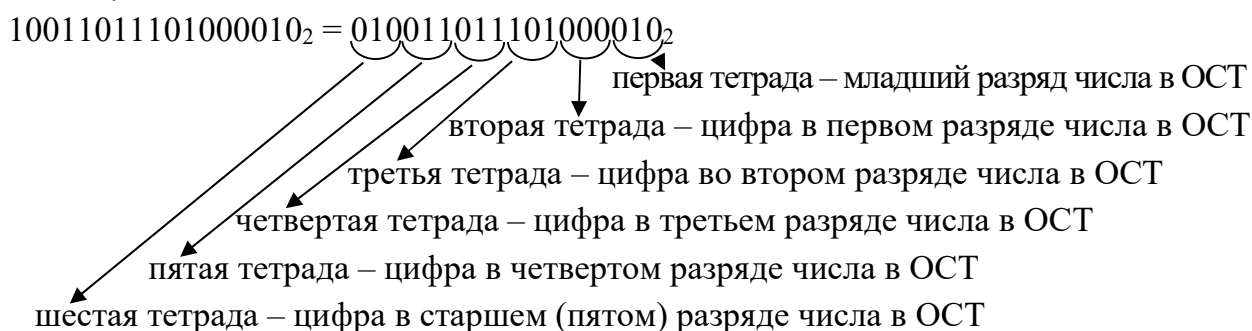 10011011101000010₂ = 010011011101000010₂
первая тетрада – младший разряд числа в ОСТ
вторая тетрада – цифра в первом разряде числа в ОСТ
третья тетрада – цифра во втором разряде числа в ОСТ
четвертая тетрада – цифра в третьем разряде числа в ОСТ
пятая тетрада – цифра в четвертом разряде числа в ОСТ
шестая тетрада – цифра в старшем (пятом) разряде числа в ОСТ